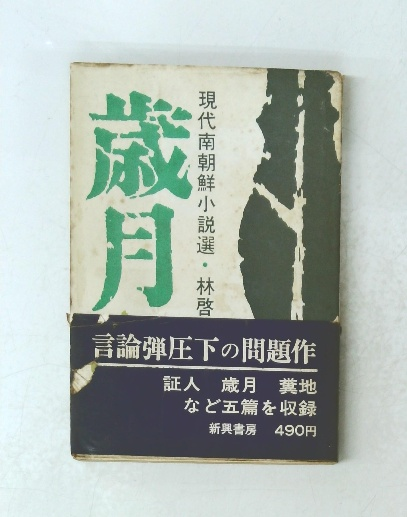 現代南朝鮮小説選・林啓
歳月
言論弾圧下の問題作
証人 歳月 糞地
など五篇を収録
新興書房 490円